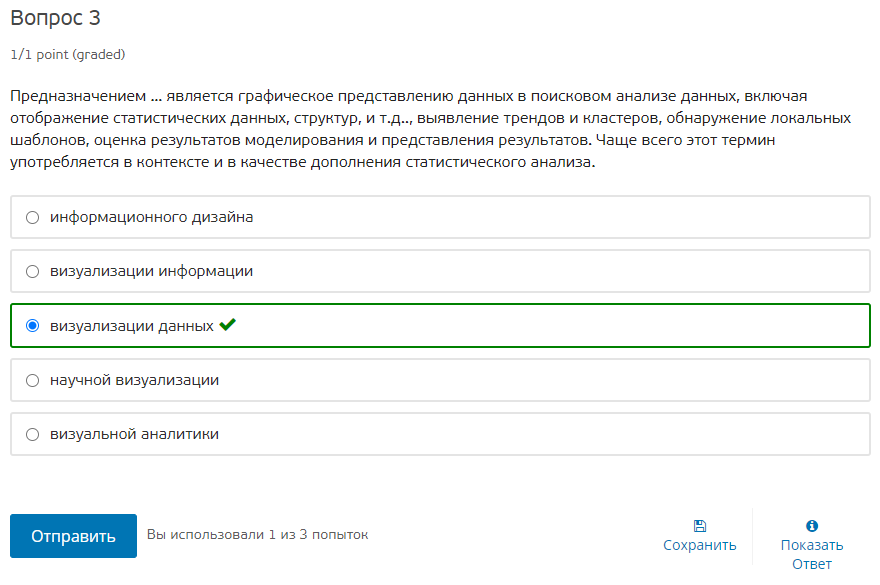 Вопрос 3
1/1 point (graded)
Предназначением ... является графическое представлению данных в поисковом анализе данных, включая
отображение статистических данных, структур, и т.д.., выявление трендов и кластеров, обнаружение локальных
шаблонов, оценка результатов моделирования и представления результатов. Чаще всего этот термин
употребляется в контексте и в качестве дополнения статистического анализа.
информационного дизайна
визуализации информации
визуализации данных
научной визуализации
визуальной аналитики
Отправить
Вы использовали 1 из 3 попыток
Сохранить
Показать
Ответ